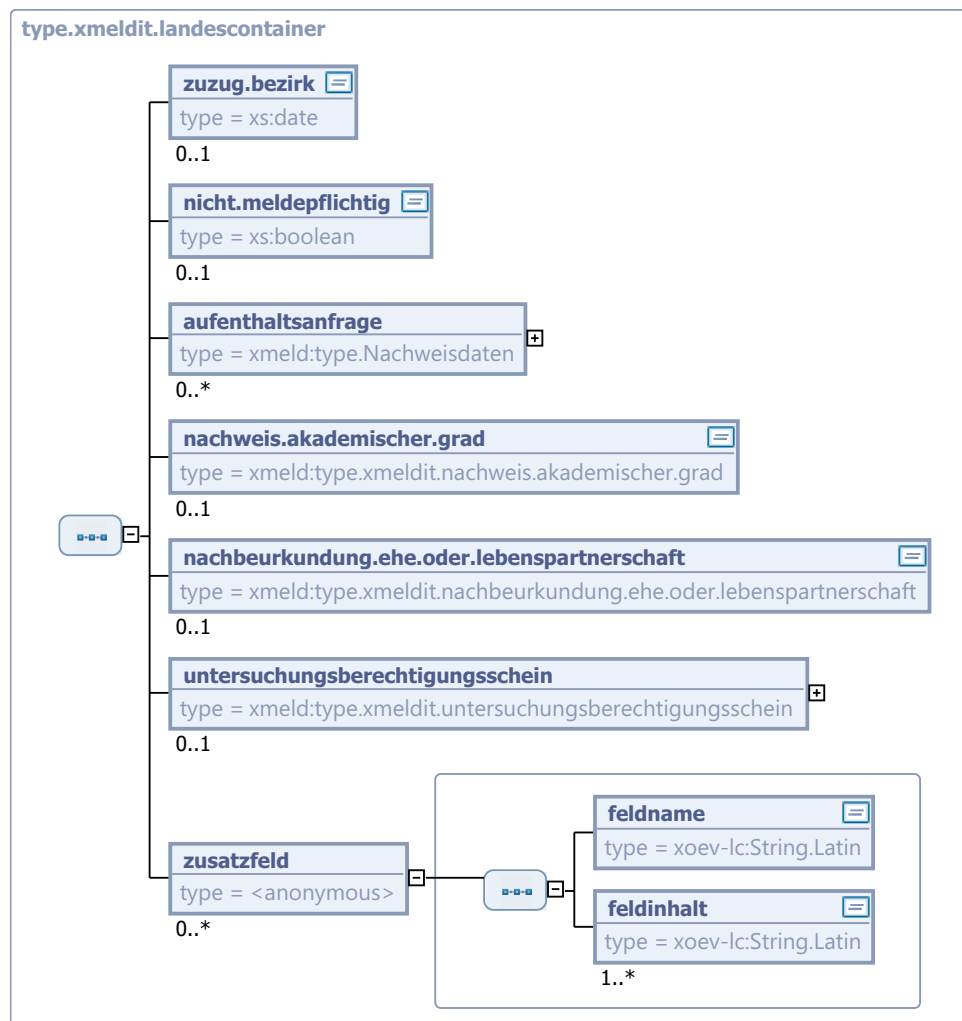 type.xmeldit.landescontainer
zuzug.bezirk
type = xs:date
0..1
nicht.meldepflichtig
type = xs:boolean
0..1
aufenthaltsanfrage
type = xmeld:type.Nachweisdaten
0..*
nachweis.akademischer.grad
type = xmeld:type.xmeldit.nachweis.akademischer.grad
0..1
nachbeurkundung.ehe.oder.lebenspartnerschaft
type = xmeld:type.xmeldit.nachbeurkundung.ehe.oder.lebenspartnerschaft
0..1
untersuchungsberechtigungsschein
type = xmeld:type.xmeldit.untersuchungsberechtigungsschein
0..1
zusatzfeld
type = <anonymous>
0..*
feldname
type = xoev-lc:String.Latin
feldinhalt
type = xoev-lc:String.Latin
1..*